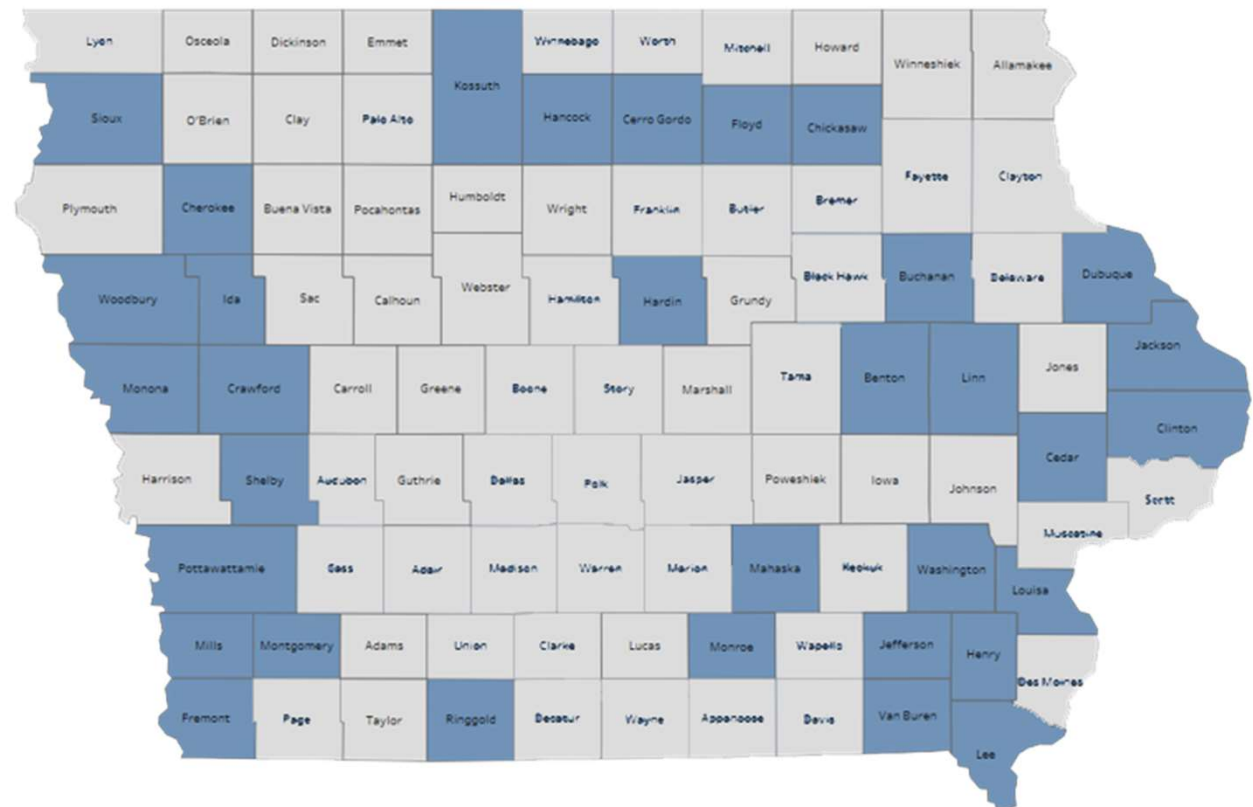 Lyon
Osceola
Dickinson
Emmet
Kossuth
Winnebago
Worth
Mitchell
Howard
Winneshiek
Allamakee
Sioux
O'Brien
Clay
Palo Alto
Hancock
Cerro Gordo
Floyd
Chickasaw
Fayette
Clayton
Plymouth
Cherokee
Buena Vista
Pocahontas
Humboldt
Wright
Franklin
Butler
Bremer
Woodbury
Ida
Sac
Calhoun
Webster
Hamilton
Hardin
Grundy
Black Hawk
Buchanan
Delaware
Dubuque
Jackson
Monona
Crawford
Carroll
Greene
Boone
Story
Marshall
Tama
Benton
Linn
Jones
Clinton
Harrison
Shelby
Audubon
Guthrie
Dallas
Polk
Jasper
Poweshiek
Iowa
Johnson
Cedar
Scott
Muscatine
Pottawattamie
Cass
Adair
Madison
Warren
Marion
Mahaska
Keokuk
Washington
Louisa
Mills
Montgomery
Adams
Union
Clarke
Lucas
Monroe
Wapello
Jefferson
Henry
Des Moines
Fremont
Page
Taylor
Ringgold
Decatur
Wayne
Appanoose
Davis
Van Buren
Lee